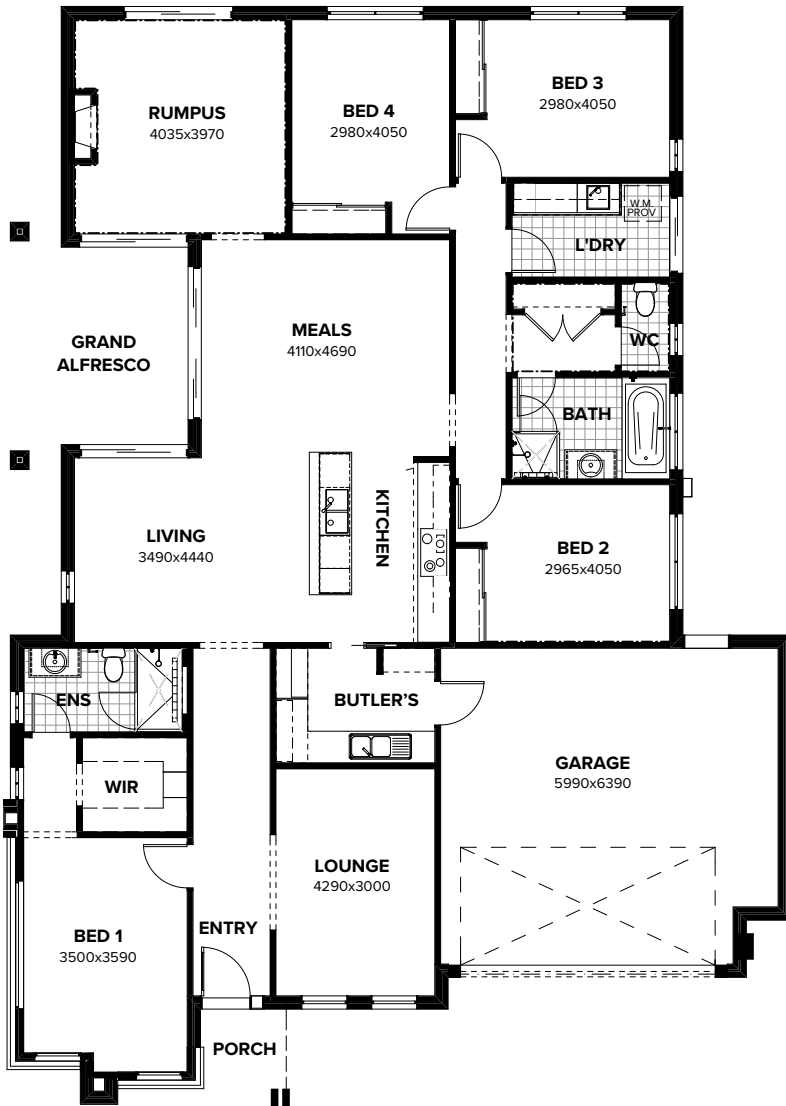 RUMPUS
4035x3970
BED 4
2980x4050
BED 3
2980x4050
W.M.
PROV
L'DRY
GRAND
ALFRESCO
MEALS
4110x4690
WC
BATH
KITCHEN
LIVING
3490x4440
BED 2
2965x4050
ENS
BUTLER'S
WIR
GARAGE
5990x6390
LOUNGE
4290x3000
ENTRY
BED 1
3500x3590
PORCH